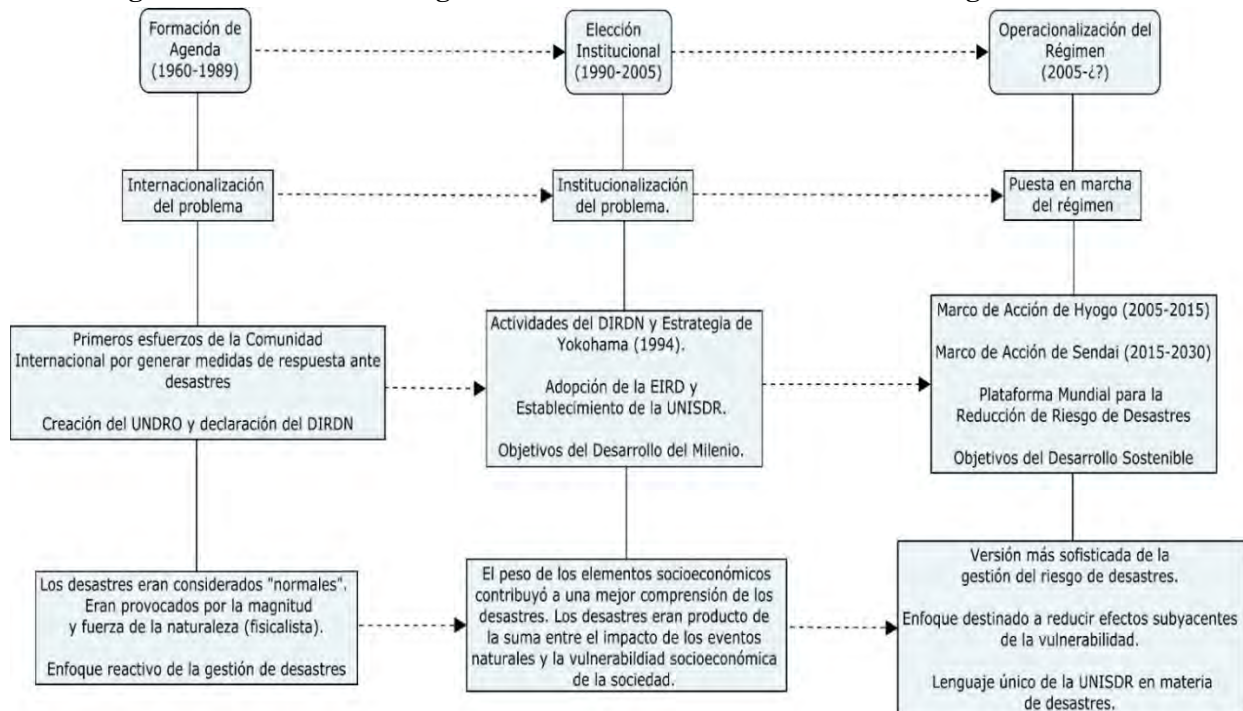 Formación de
Agenda
(1960-1989)
Elección
Institucional
(1990-2005)
Operacionalización del
Régimen
(2005-¿?)
Internacionalización
del problema
Institucionalización
del problema.
Puesta en marcha
del régimen
Primeros esfuerzos de la Comunidad
Internacional por generar medidas de respuesta ante
desastres
Creación del UNDRO y declaración del DIRDN
Actividades del DIRDN y Estrategia de
Yokohama (1994).
Adopción de la EIRD y
Establecimiento de la UNISDR.
Objetivos del Desarrollo del Milenio.
Marco de Acción de Hyogo (2005-2015)
Marco de Acción de Sendai (2015-2030)
Plataforma Mundial para la
Reducción de Riesgo de Desastres
Objetivos del Desarrollo Sostenible
Los desastres eran considerados "normales".
Eran provocados por la magnitud
y fuerza de la naturaleza (fisicalista).
Enfoque reactivo de la gestión de desastres
El peso de los elementos socioeconómicos
contribuyó a una mejor comprensión de los
desastres. Los desastres eran producto de
la suma entre el impacto de los eventos
naturales y la vulnerabildiad socioeconómica
de la sociedad.
Versión más sofisticada de la
gestión del riesgo de desastres.
Enfoque destinado a reducir efectos subyacentes
de la vulnerabilidad.
Lenguaje único de la UNISDR en materia
de desastres.